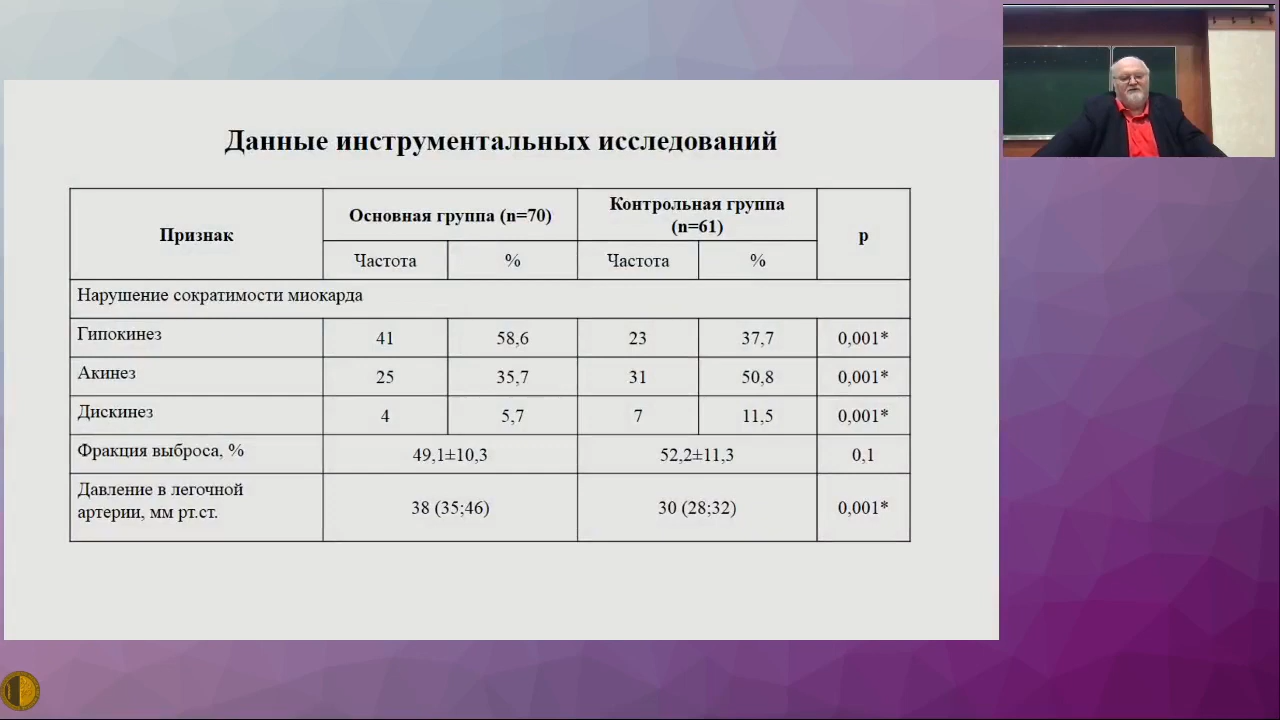 Данные инструментальных исследований
Признак
Основная группа (n=70)
Контрольная группа
(n=61)
p
Частота
%
Частота
%
Нарушение сократимости миокарда
Гипокинез 41 58,6 23 37,7 0,001*
Акинез 25 35,7 31 50,8 0,001*
Дискинез 4 5,7 7 11,5 0,001*
Фракция выброса, % 49,1±10,3 52,2±11,3 0,1
Давление в легочной
артерии, мм рт.ст.
38 (35;46) 30 (28;32) 0,001*